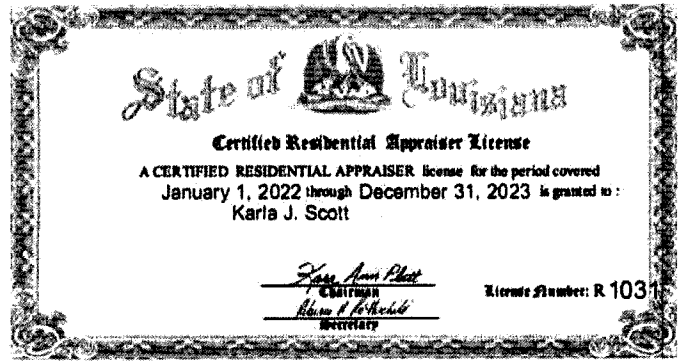 State of Louisiana
Certified Residential Appraiser License
A CERTIFIED RESIDENTIAL APPRAISER license for the period covered
January 1, 2022 through December 31, 2023 is granted to :
Karla J. Scott
Chairman
License Number: R 1031
Secretary